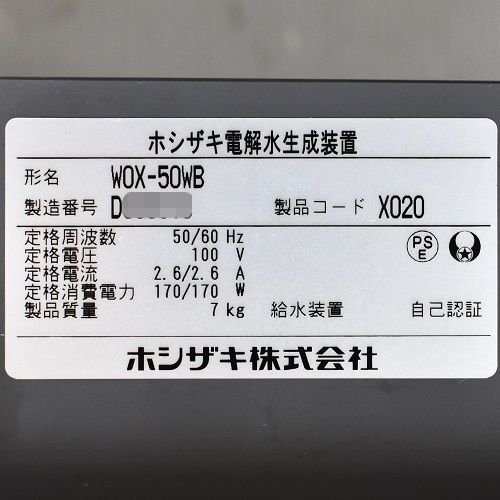 ホシザキ電解水生成装置
形名 WOX-50WB
製造番号 D 製品コード X020
定格周波数 50/60 Hz
定格電圧 100 V
定格電流 2.6/2.6 A
定格消費電力 170/170 W
製品質量 7 kg 給水装置 自己認証
PS
E
ホシザキ株式会社